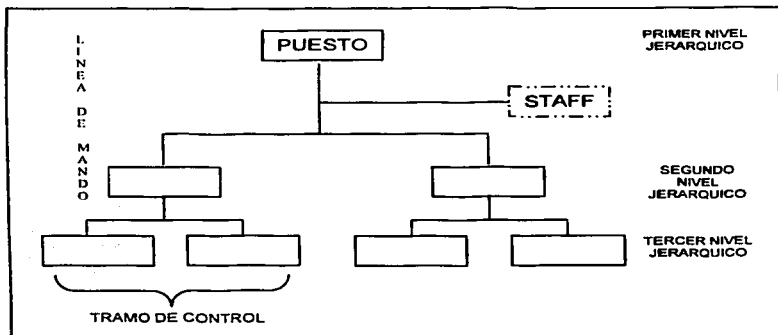 LINEA DE MANDO
PUESTO
PRIMER NIVEL
JERARQUICO
STAFF
SEGUNDO
NIVEL
JERARQUICO
TERCER NIVEL
JERARQUICO
TRAMO DE CONTROL